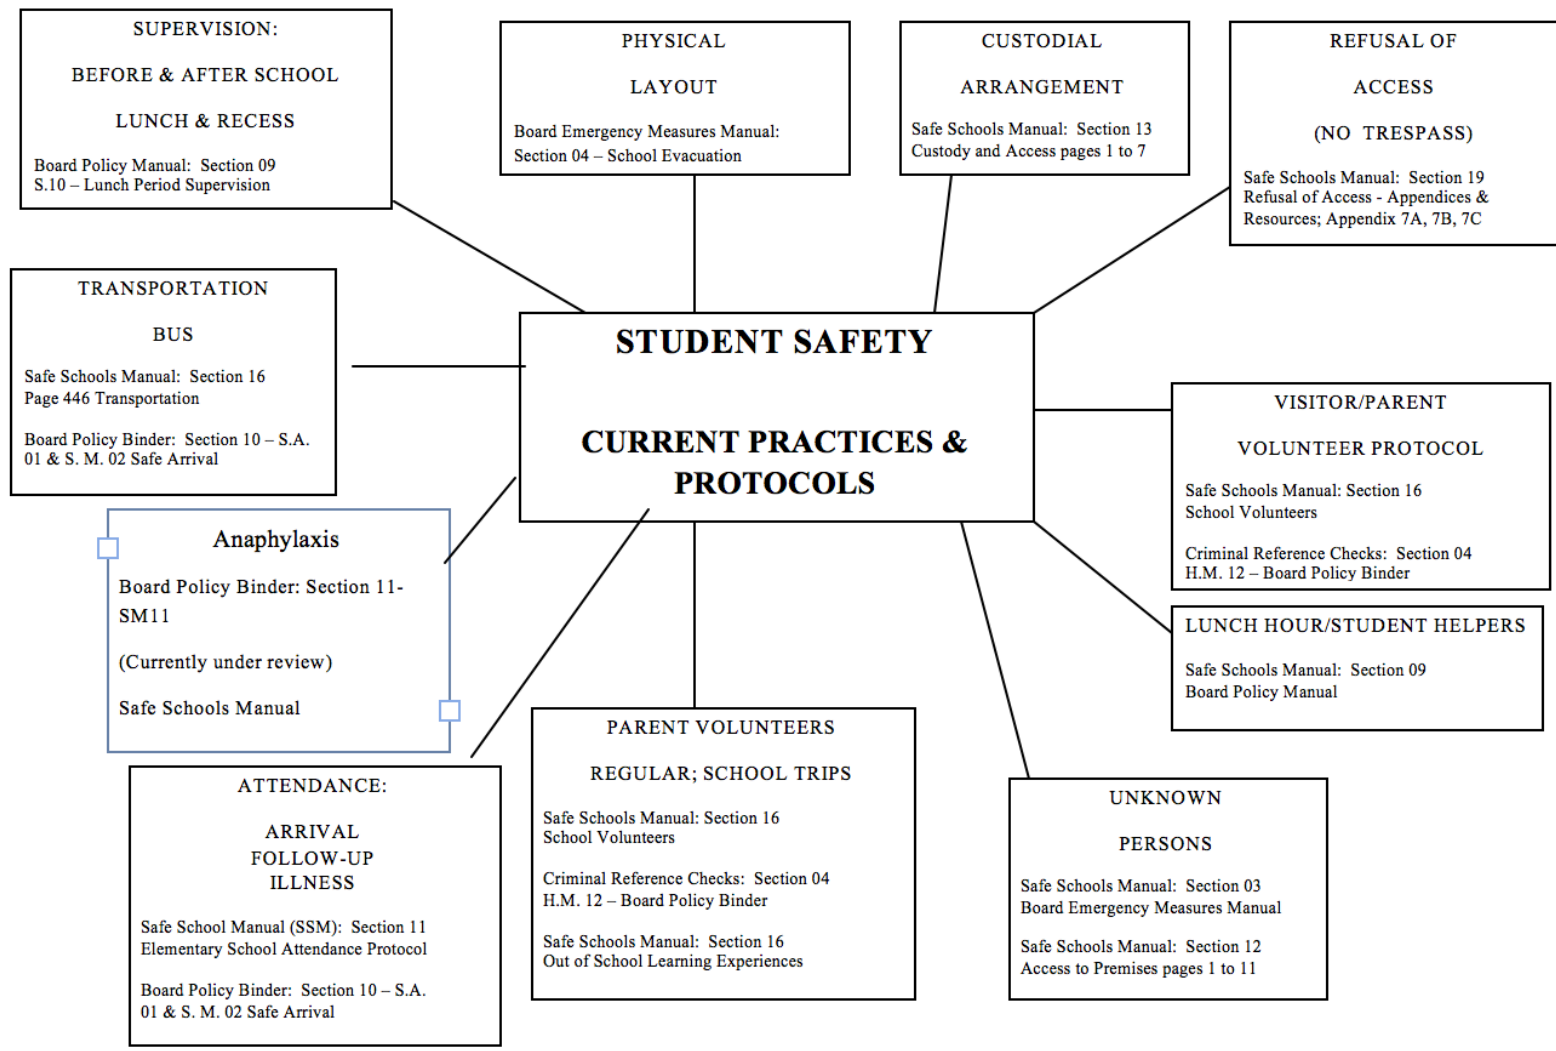 SUPERVISION:
BEFORE & AFTER SCHOOL
LUNCH & RECESS
Board Policy Manual: Section 09
S.10 – Lunch Period Supervision
PHYSICAL
LAYOUT
Board Emergency Measures Manual:
Section 04 – School Evacuation
CUSTODIAL
ARRANGEMENT
Safe Schools Manual: Section 13
Custody and Access pages 1 to 7
REFUSAL OF
ACCESS
(NO TRESPASS)
Safe Schools Manual: Section 19
Refusal of Access - Appendices &
Resources; Appendix 7A, 7B, 7C
TRANSPORTATION
BUS
Safe Schools Manual: Section 16
Page 446 Transportation
Board Policy Binder: Section 10 – S.A.
01 & S. M. 02 Safe Arrival
STUDENT SAFETY
CURRENT PRACTICES &
PROTOCOLS
VISITOR/PARENT
VOLUNTEER PROTOCOL
Safe Schools Manual: Section 16
School Volunteers
Criminal Reference Checks: Section 04
H.M. 12 – Board Policy Binder
Anaphylaxis
Board Policy Binder: Section 11-
SM11
(Currently under review)
Safe Schools Manual
LUNCH HOUR/STUDENT HELPERS
Safe Schools Manual: Section 09
Board Policy Manual
ATTENDANCE:
ARRIVAL
FOLLOW-UP
ILLNESS
Safe School Manual (SSM): Section 11
Elementary School Attendance Protocol
Board Policy Binder: Section 10 – S.A.
01 & S. M. 02 Safe Arrival
PARENT VOLUNTEERS
REGULAR; SCHOOL TRIPS
Safe Schools Manual: Section 16
School Volunteers
Criminal Reference Checks: Section 04
H.M. 12 – Board Policy Binder
Safe Schools Manual: Section 16
Out of School Learning Experiences
UNKNOWN
PERSONS
Safe Schools Manual: Section 03
Board Emergency Measures Manual
Safe Schools Manual: Section 12
Access to Premises pages 1 to 11